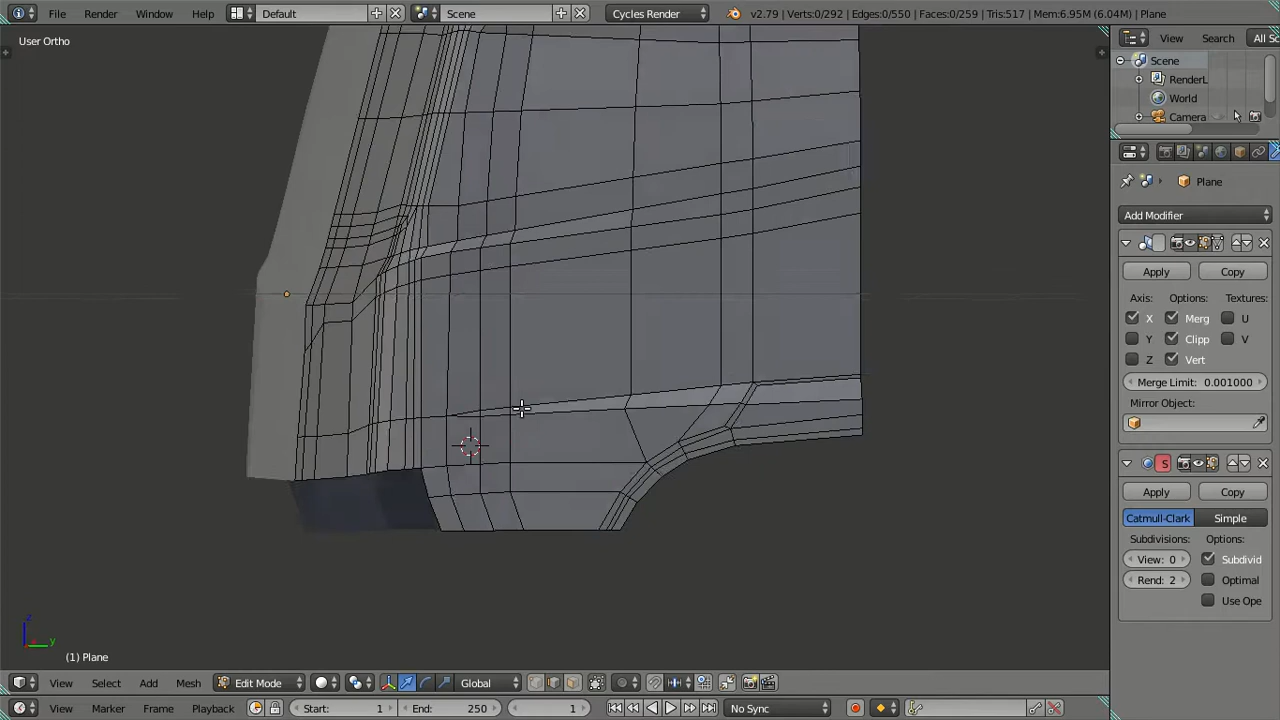 File Render Window Help Default Scene Cycles Render v2.79 | Verts:0/292 | Edges:0/550 | Faces:0/259 | Tris:517 | Mem:6.95M (6.04M) | Plane
User Ortho
View Search All Sc
Scene
RenderL
World
Camera
Plane
Add Modifier
Apply Copy
Axis: Options: Textures:
X Merg U
Y Clipp V
Z Vert
Merge Limit: 0.001000
Mirror Object:
S
Apply Copy
Catmull-Clark Simple
Subdivisions: Options:
View: 0 Subdivid
Rend: 2 Optimal
Use Ope
z
y
(1) Plane
View Select Add Mesh Edit Mode Global
View Marker Frame Playback Start: 1 End: 250 1 No Sync